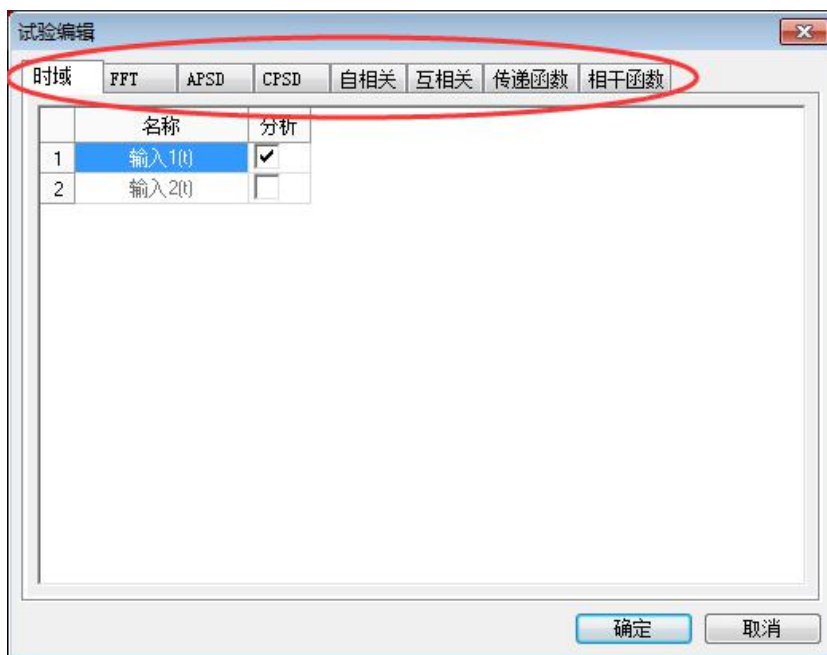 试验编辑
时域 FFT APSD CPSD 自相关 互相关 传递函数 相干函数
名称 分析
1 输入1(t)
2 输入2(t)
确定 取消